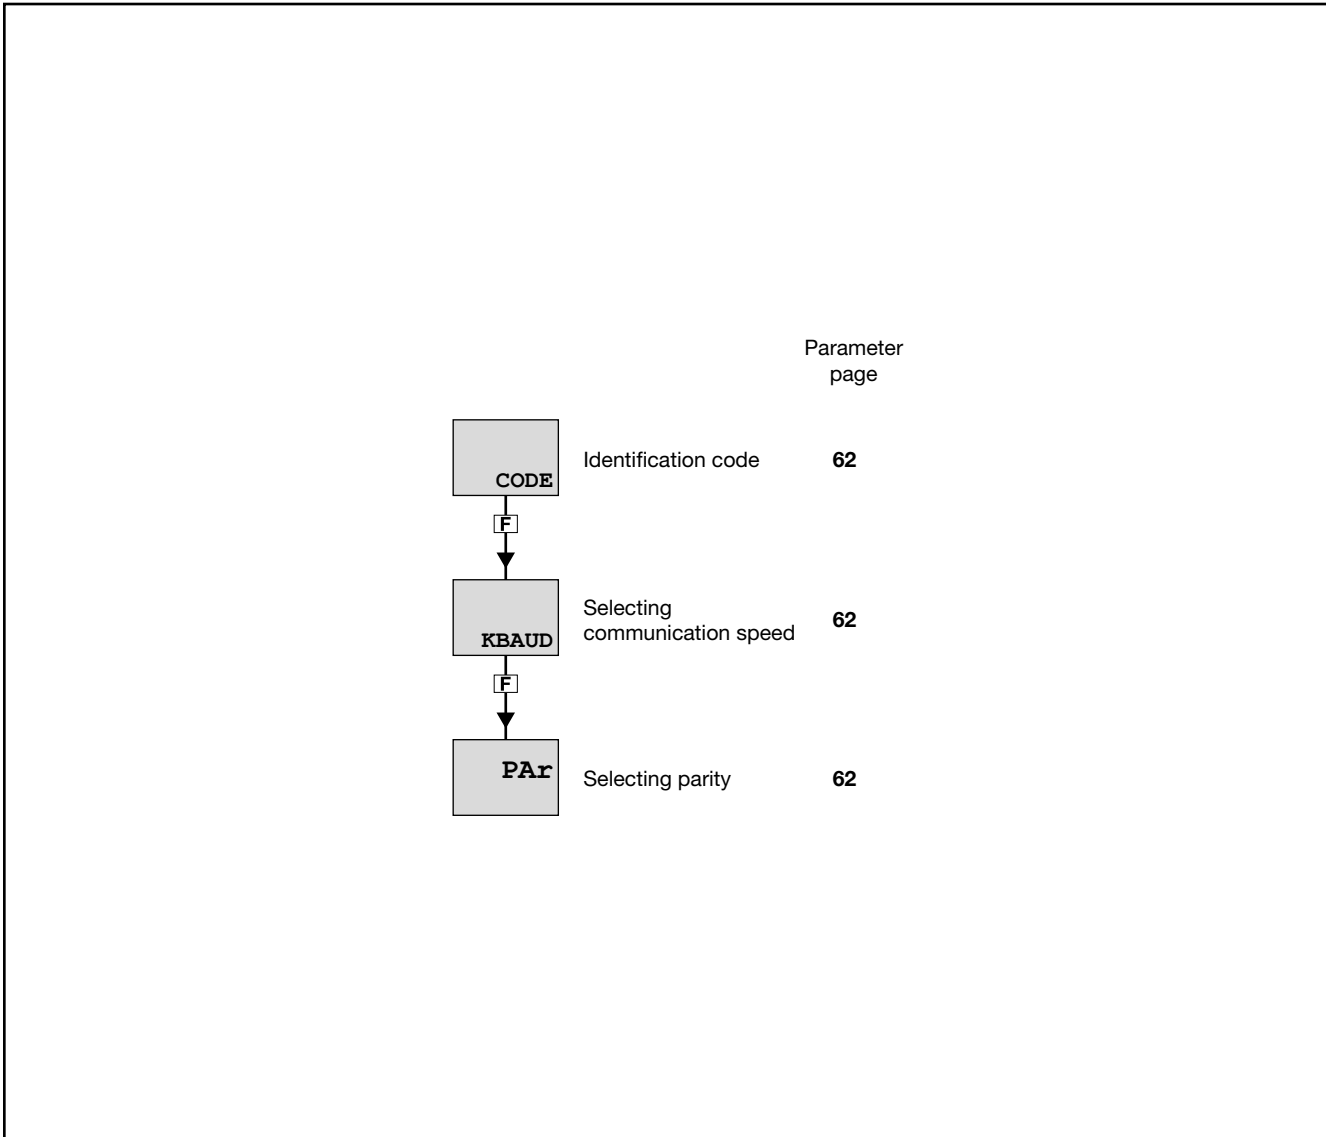 Parameter
page
CODE
Identification code 62
F
KBAUD
Selecting
communication speed 62
F
PAr
Selecting parity 62